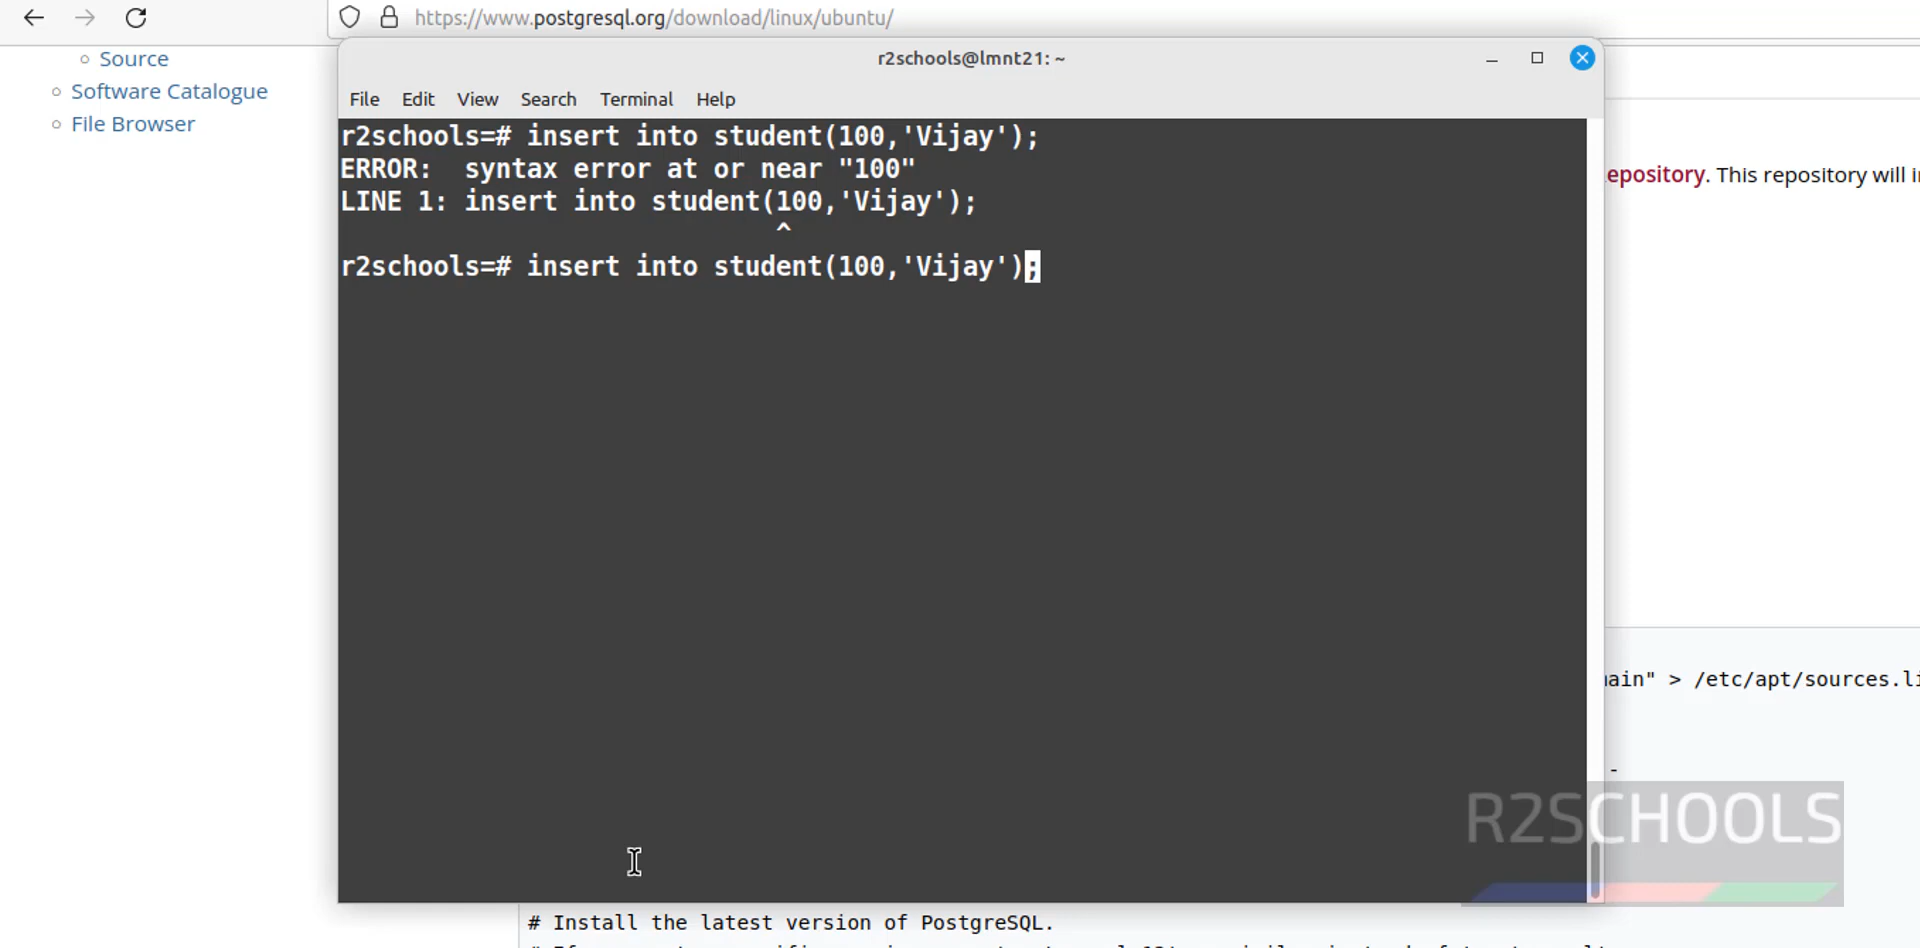 https://www.postgresql.org/download/linux/ubuntu/
Source
Software Catalogue
File Browser
r2schools@lmnt21: ~
File Edit View Search Terminal Help
r2schools=# insert into student(100,'Vijay');
ERROR:  syntax error at or near "100"
LINE 1: insert into student(100,'Vijay');
^
r2schools=# insert into student(100,'Vijay');
. This repository will
" > /etc/apt/sources.
-
R2SCHOOLS
# Install the latest version of PostgreSQL.